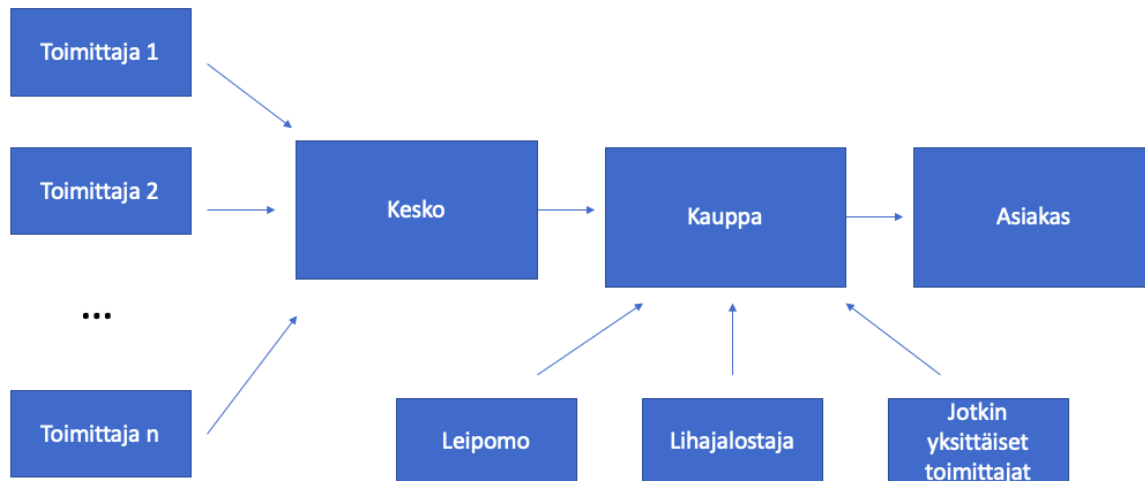 Toimittaja 1
Toimittaja 2
Kesko
Kauppa
Asiakas
...
Toimittaja n
Leipomo
Lihajalostaja
Jotkin
yksittäiset
toimittajat